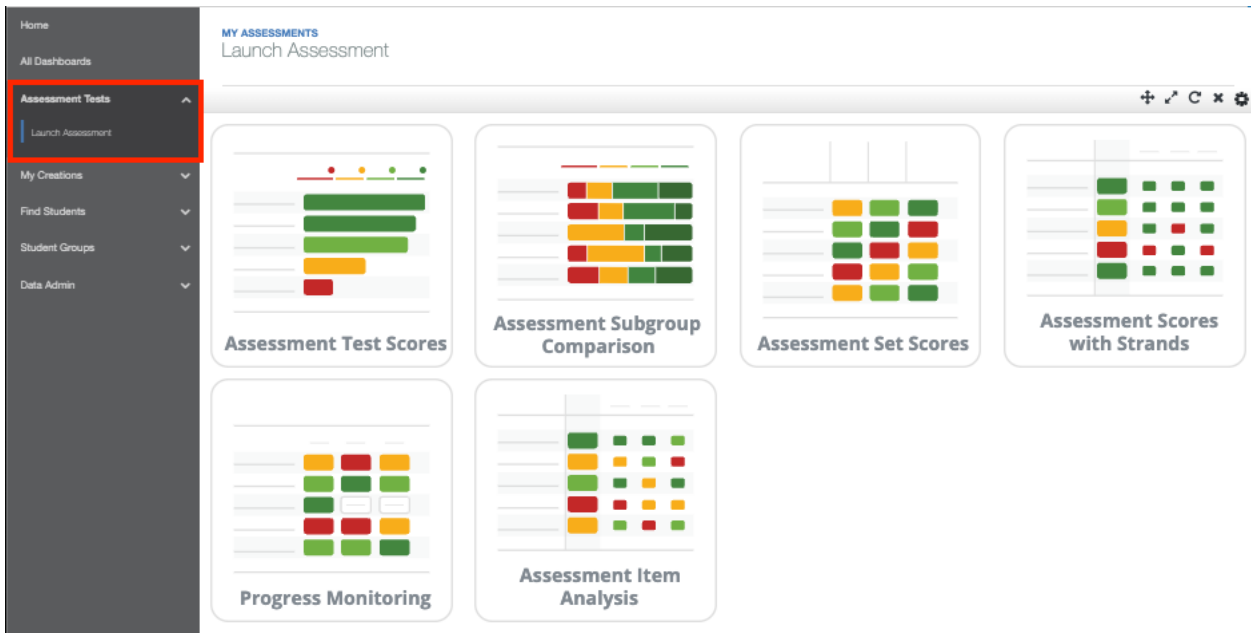 Home
All Dashboards
Assessment Tests
Launch Assessment
My Creations
Find Students
Student Groups
Data Admin
MY ASSESSMENTS
Launch Assessment
Assessment Test Scores
Assessment Subgroup
Comparison
Assessment Set Scores
Assessment Scores
with Strands
Progress Monitoring
Assessment Item
Analysis